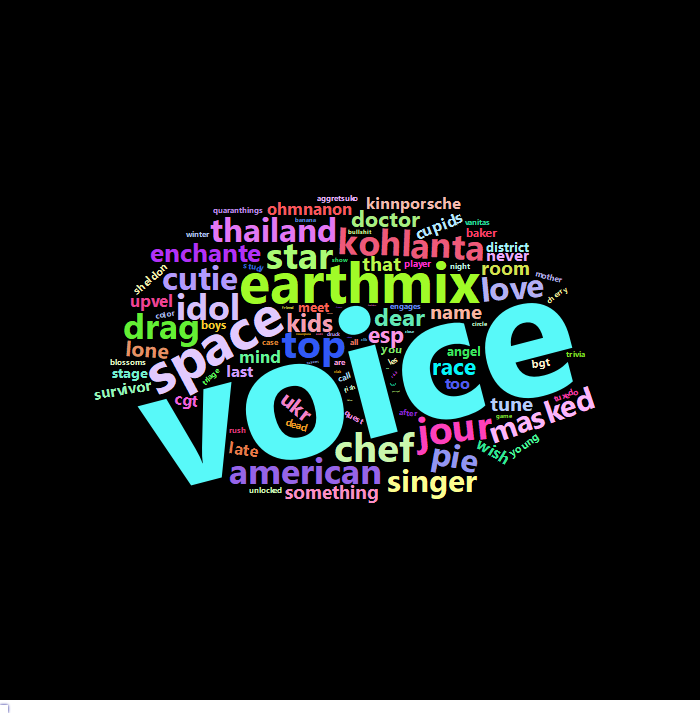 aggretsuko
quaranthings ohmnanon kinnporsche
banana
thailand doctor cupids vanitas
winter bullshit baker
enchante star kohlanta district
study show that player night never
sheldon cutie earthmix room mother
upvel idol love cherry
color meet engages
drag boys space kids dear name circle
lone case top all esp
blossoms mind you angel trivia
stage triage last are les race bgt
survivor call too
cgt voice tuxedo
ukr quest after tune masked
rush dead jour game
late chef wish young
american pie
unlocked something singer